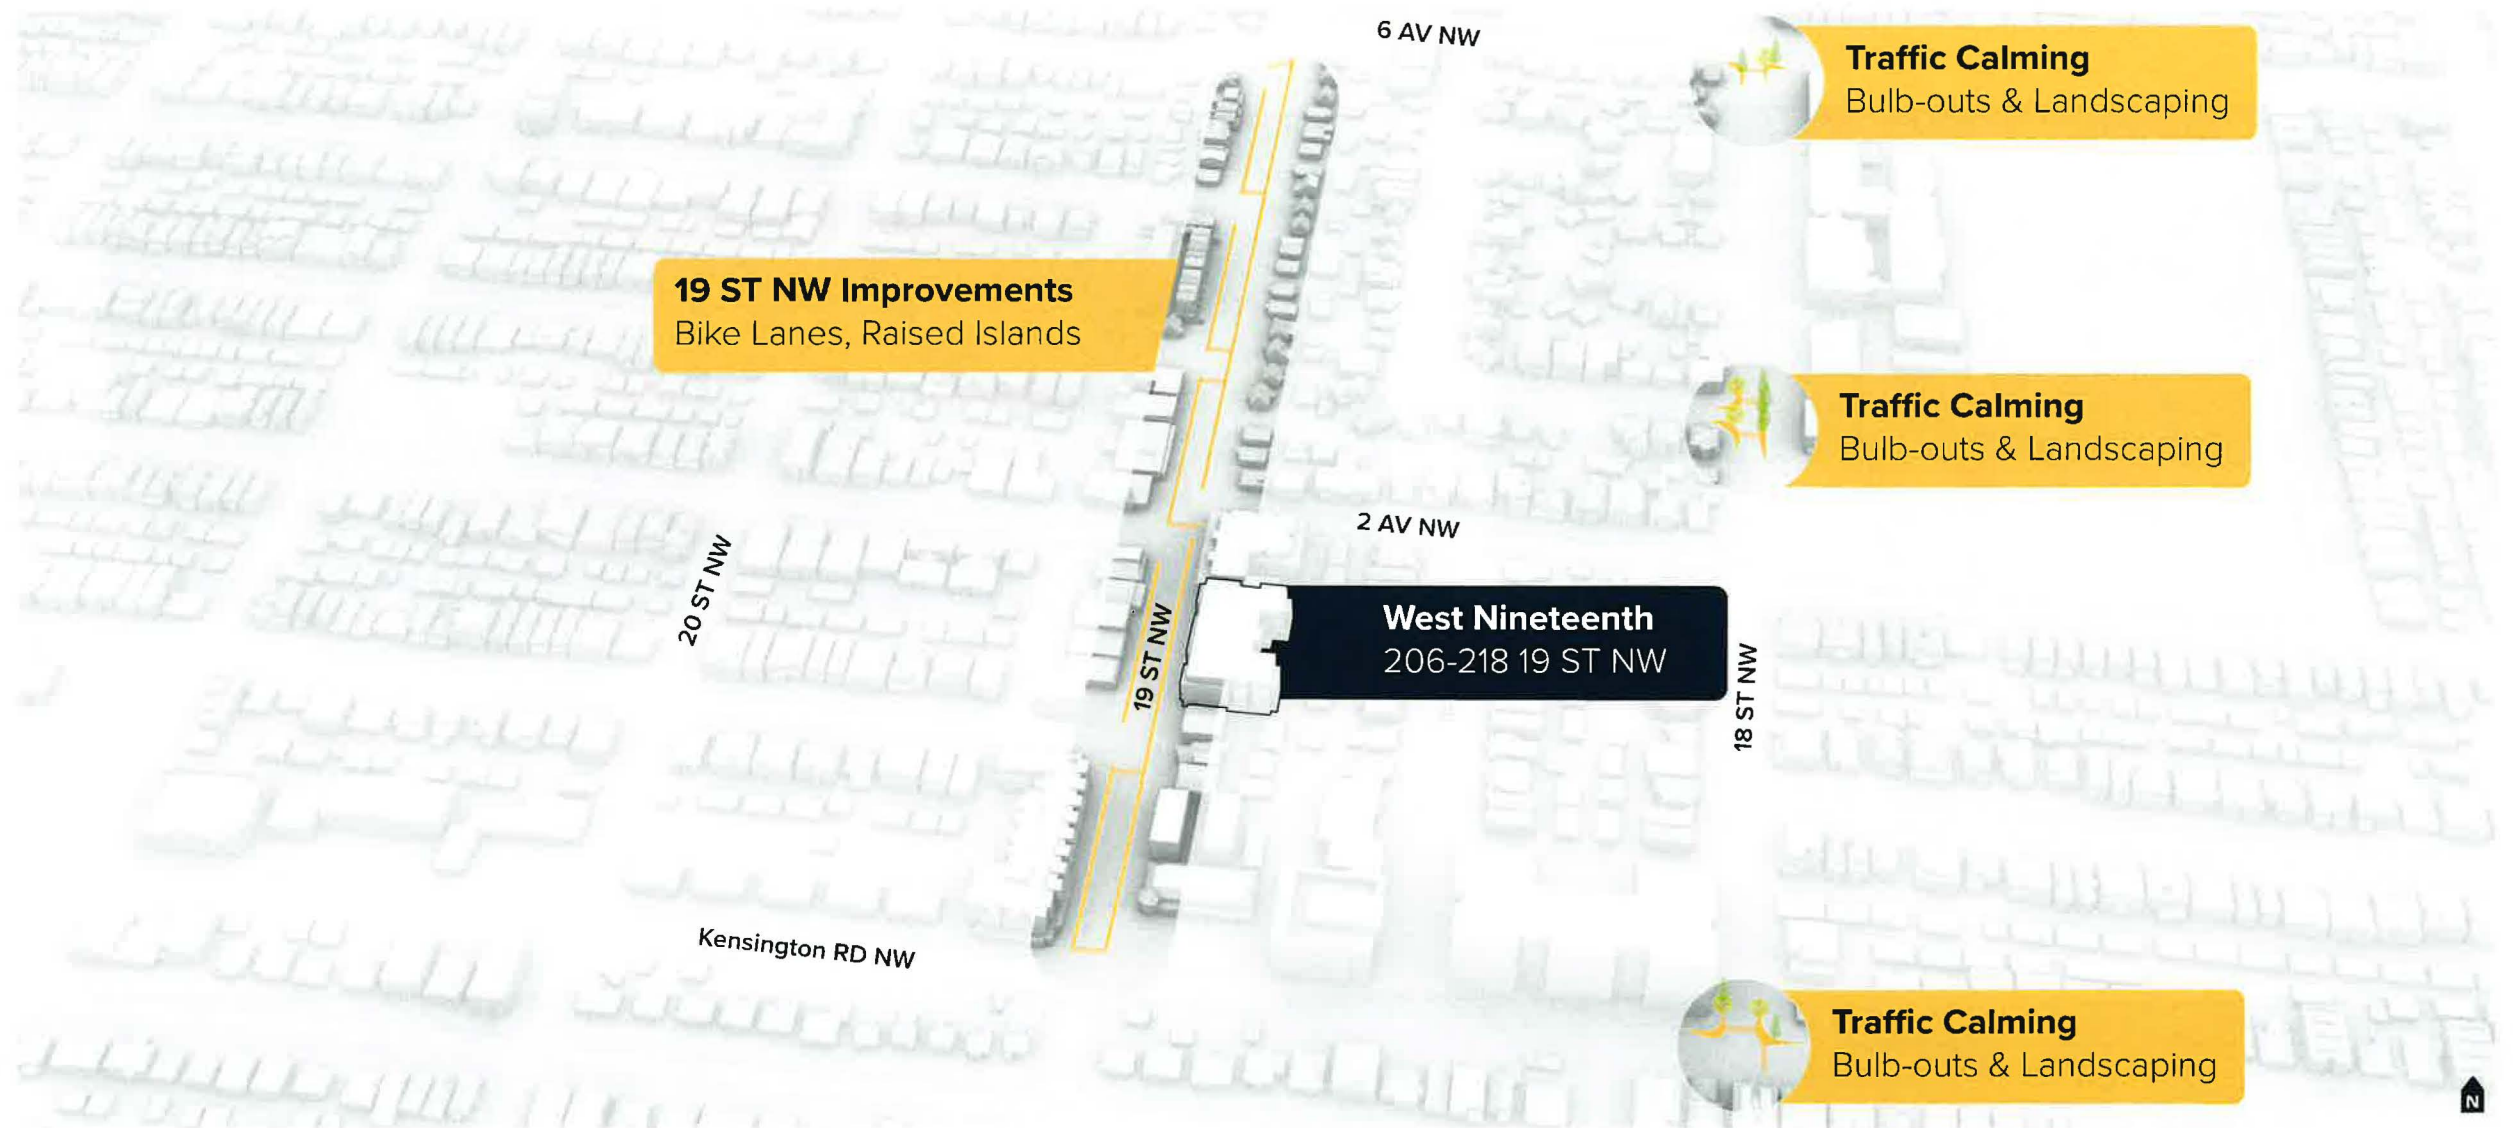 6 AV NW
Traffic Calming
Bulb-outs & Landscaping
19 ST NW Improvements
Bike Lanes, Raised Islands
Traffic Calming
Bulb-outs & Landscaping
2 AV NW
20 ST NW
West Nineteenth
206-218 19 ST NW
19 ST NW
18 ST NW
Kensington RD NW
Traffic Calming
Bulb-outs & Landscaping
N